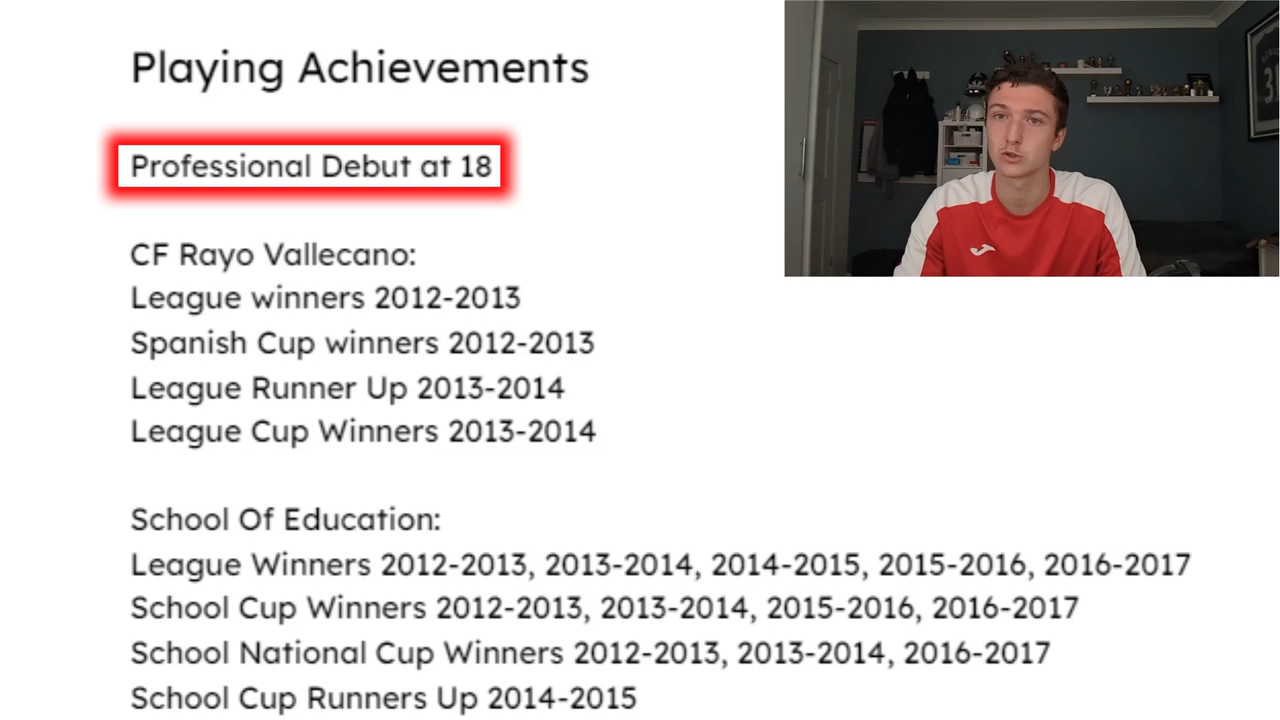 Playing Achievements
Professional Debut at 18
CF Rayo Vallecano:
League winners 2012-2013
Spanish Cup winners 2012-2013
League Runner Up 2013-2014
League Cup Winners 2013-2014
School Of Education:
League Winners 2012-2013, 2013-2014, 2014-2015, 2015-2016, 2016-2017
School Cup Winners 2012-2013, 2013-2014, 2015-2016, 2016-2017
School National Cup Winners 2012-2013, 2013-2014, 2016-2017
School Cup Runners Up 2014-2015